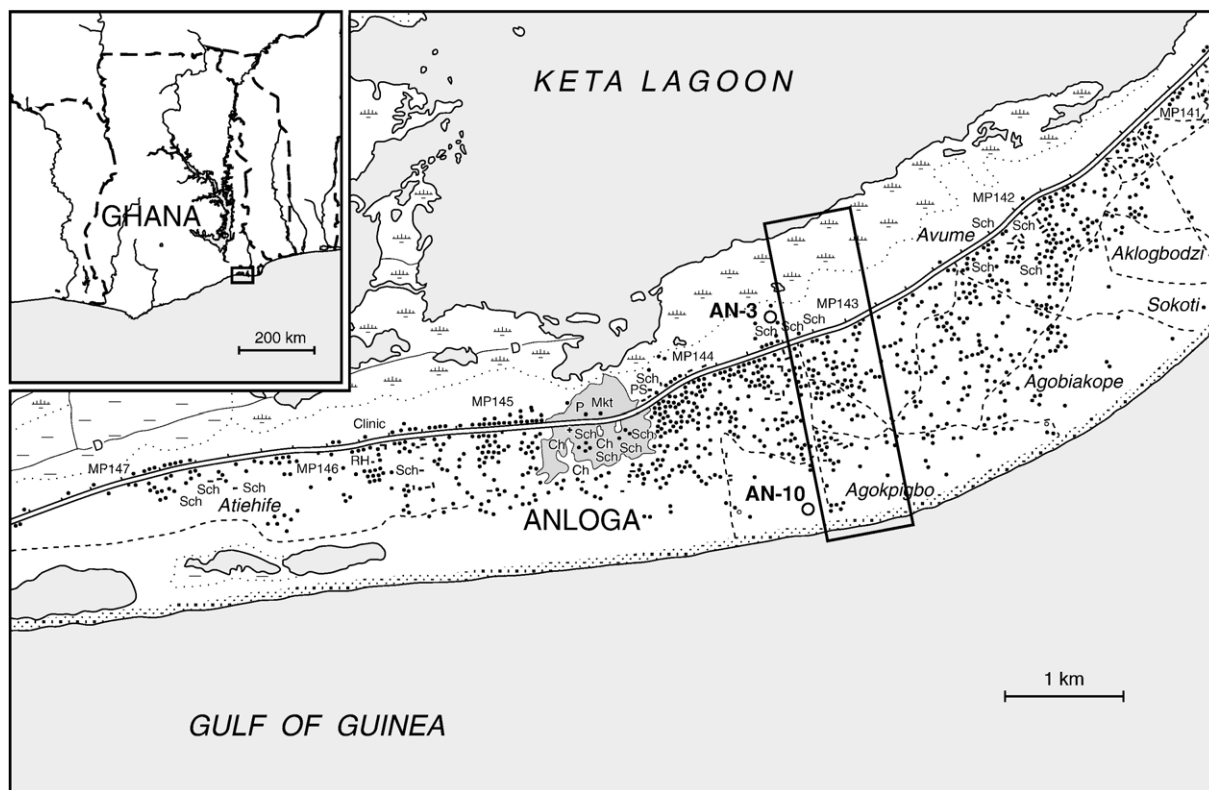 GHANA
200 km
KETA LAGOON
MP141
MP142
Sch
Avume
Sch
Sch
Sch
Aklogbodzi
Sokoti
MP143
AN-3
Sch
Sch
Sch
MP144
Agobiakope
Sch
PS
MP145
P
Mkt
Clinic
Sch
Ch
Ch
Sch
Sch
Sch
Ch
MP147
MP146
RH
Sch
Sch
Sch
Sch
Atiehife
ANLOGA
AN-10
Agokpigbo
1 km
GULF OF GUINEA